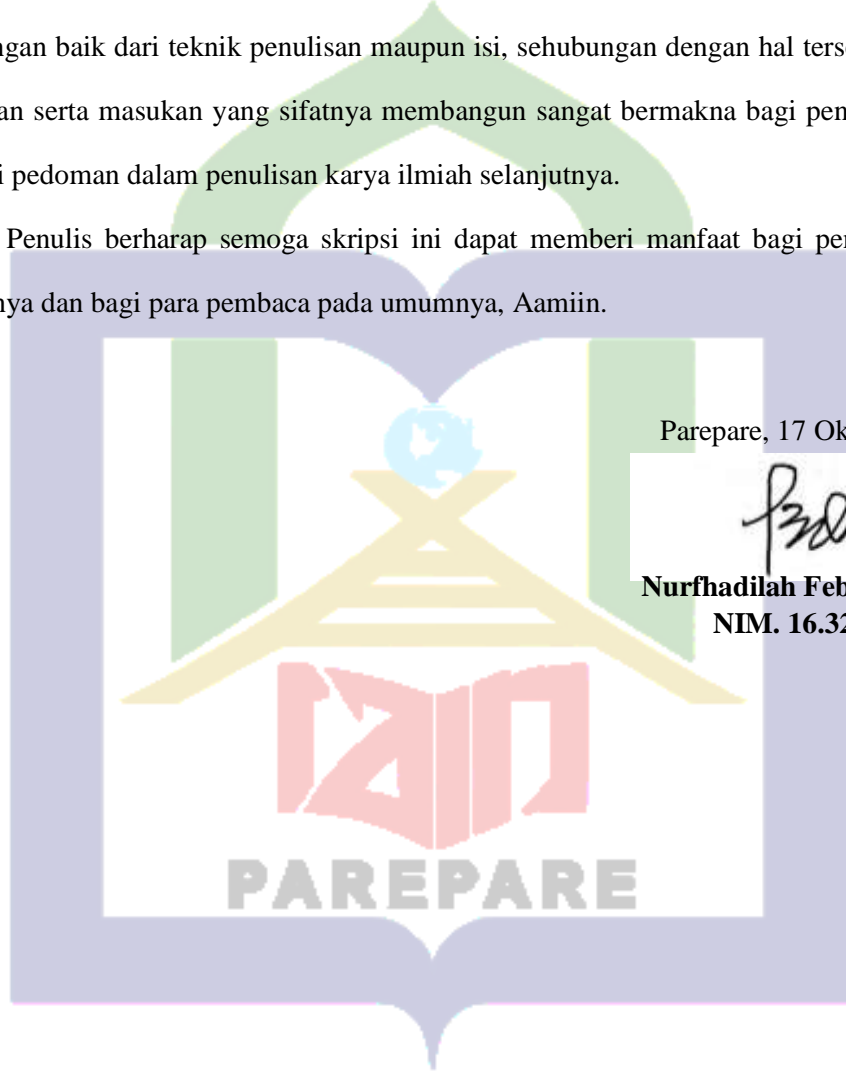 ngan baik dari teknik penulisan maupun isi, sehubungan dengan hal terse
an serta masukan yang sifatnya membangun sangat bermakna bagi pen
i pedoman dalam penulisan karya ilmiah selanjutnya.
Penulis berharap semoga skripsi ini dapat memberi manfaat bagi pen
nya dan bagi para pembaca pada umumnya, Aamiin.
Parepare, 17 Ok
Nurfhadilah Feb
NIM. 16.32
iain
PAREPARE